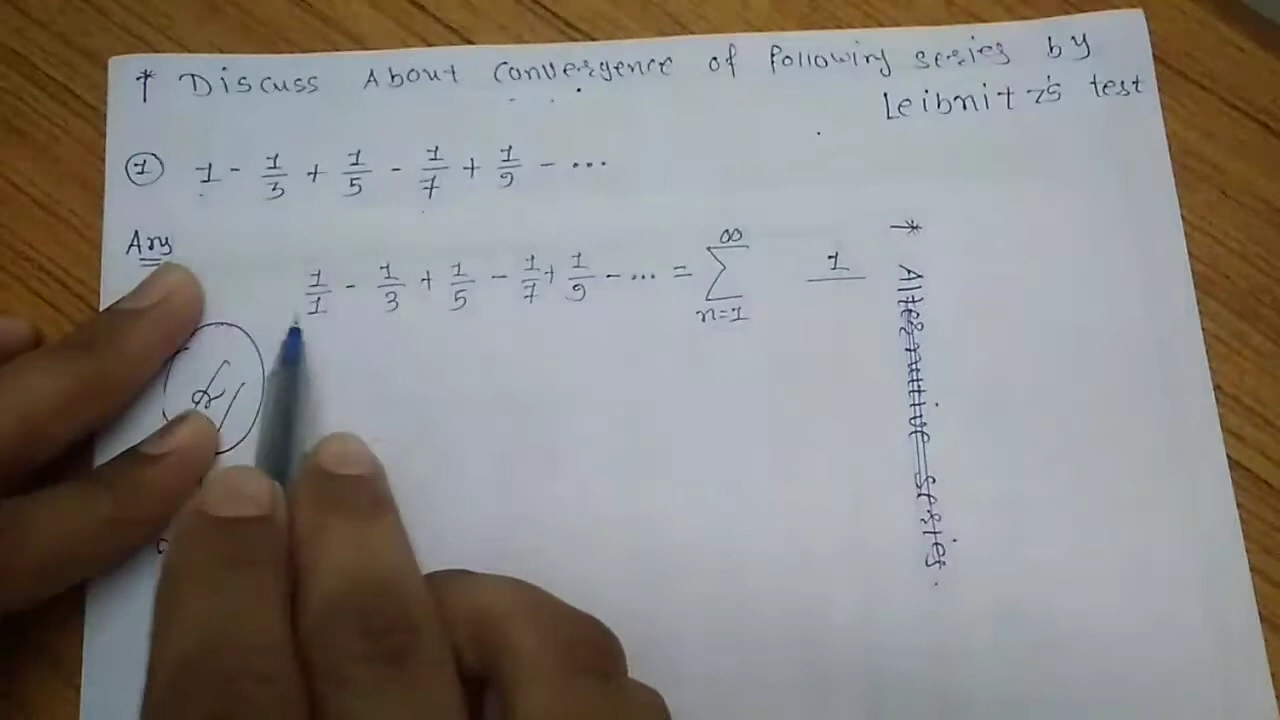 * Discuss About Convergence of following series by
Leibnitz's test
① 1 - 1/3 + 1/5 - 1/7 + 1/9 - ...
Ans
1/1 - 1/3 + 1/5 - 1/7 + 1/9 - ... = ∑ n=1 ∞ 1/
* Alternative series.